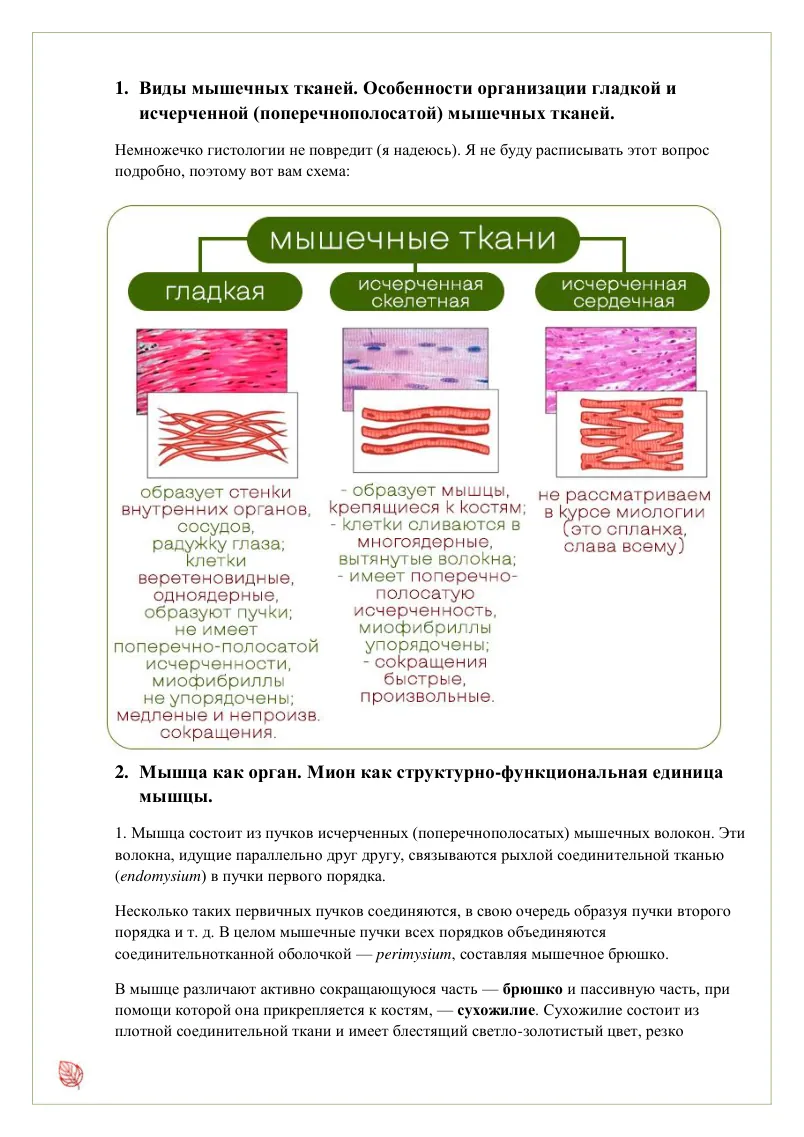 1. Виды мышечных тканей. Особенности организации гладкой и
исчерченной (поперечнополосатой) мышечных тканей.
Немножечко гистологии не повредит (я надеюсь). Я не буду расписывать этот вопрос
подробно, поэтому вот вам схема:
мышечные ткани
гладкая
исчерченная
скелетная
исчерченная
сердечная
образует стенки
внутренних органов,
сосудов,
радужку глаза;
клетки
веретеновидные,
одноядерные,
образуют пучки;
не имеет
поперечно-полосатой
исчерченности,
миофибриллы
не упорядочены;
медленые и непроизв.
сокращения.
- образует мышцы,
крепящиеся к костям;
- клетки сливаются в
многоядерные,
вытянутые волокна;
- имеет поперечно-
полосатую
исчерченность,
миофибриллы
упорядочены;
- сокращения
быстрые,
произвольные.
не рассматриваем
в курсе миологии
(это спланха,
слава всему)
2. Мышца как орган. Мион как структурно-функциональная единица
мышцы.
1. Мышца состоит из пучков исчерченных (поперечнополосатых) мышечных волокон. Эти
волокна, идущие параллельно друг другу, связываются рыхлой соединительной тканью
(endomysium) в пучки первого порядка.
Несколько таких первичных пучков соединяются, в свою очередь образуя пучки второго
порядка и т. д. В целом мышечные пучки всех порядков объединяются
соединительнотканной оболочкой — perimysium, составляя мышечное брюшко.
В мышце различают активно сокращающуюся часть — брюшко и пассивную часть, при
помощи которой она прикрепляется к костям, — сухожилие. Сухожилие состоит из
плотной соединительной ткани и имеет блестящий светло-золотистый цвет, резко